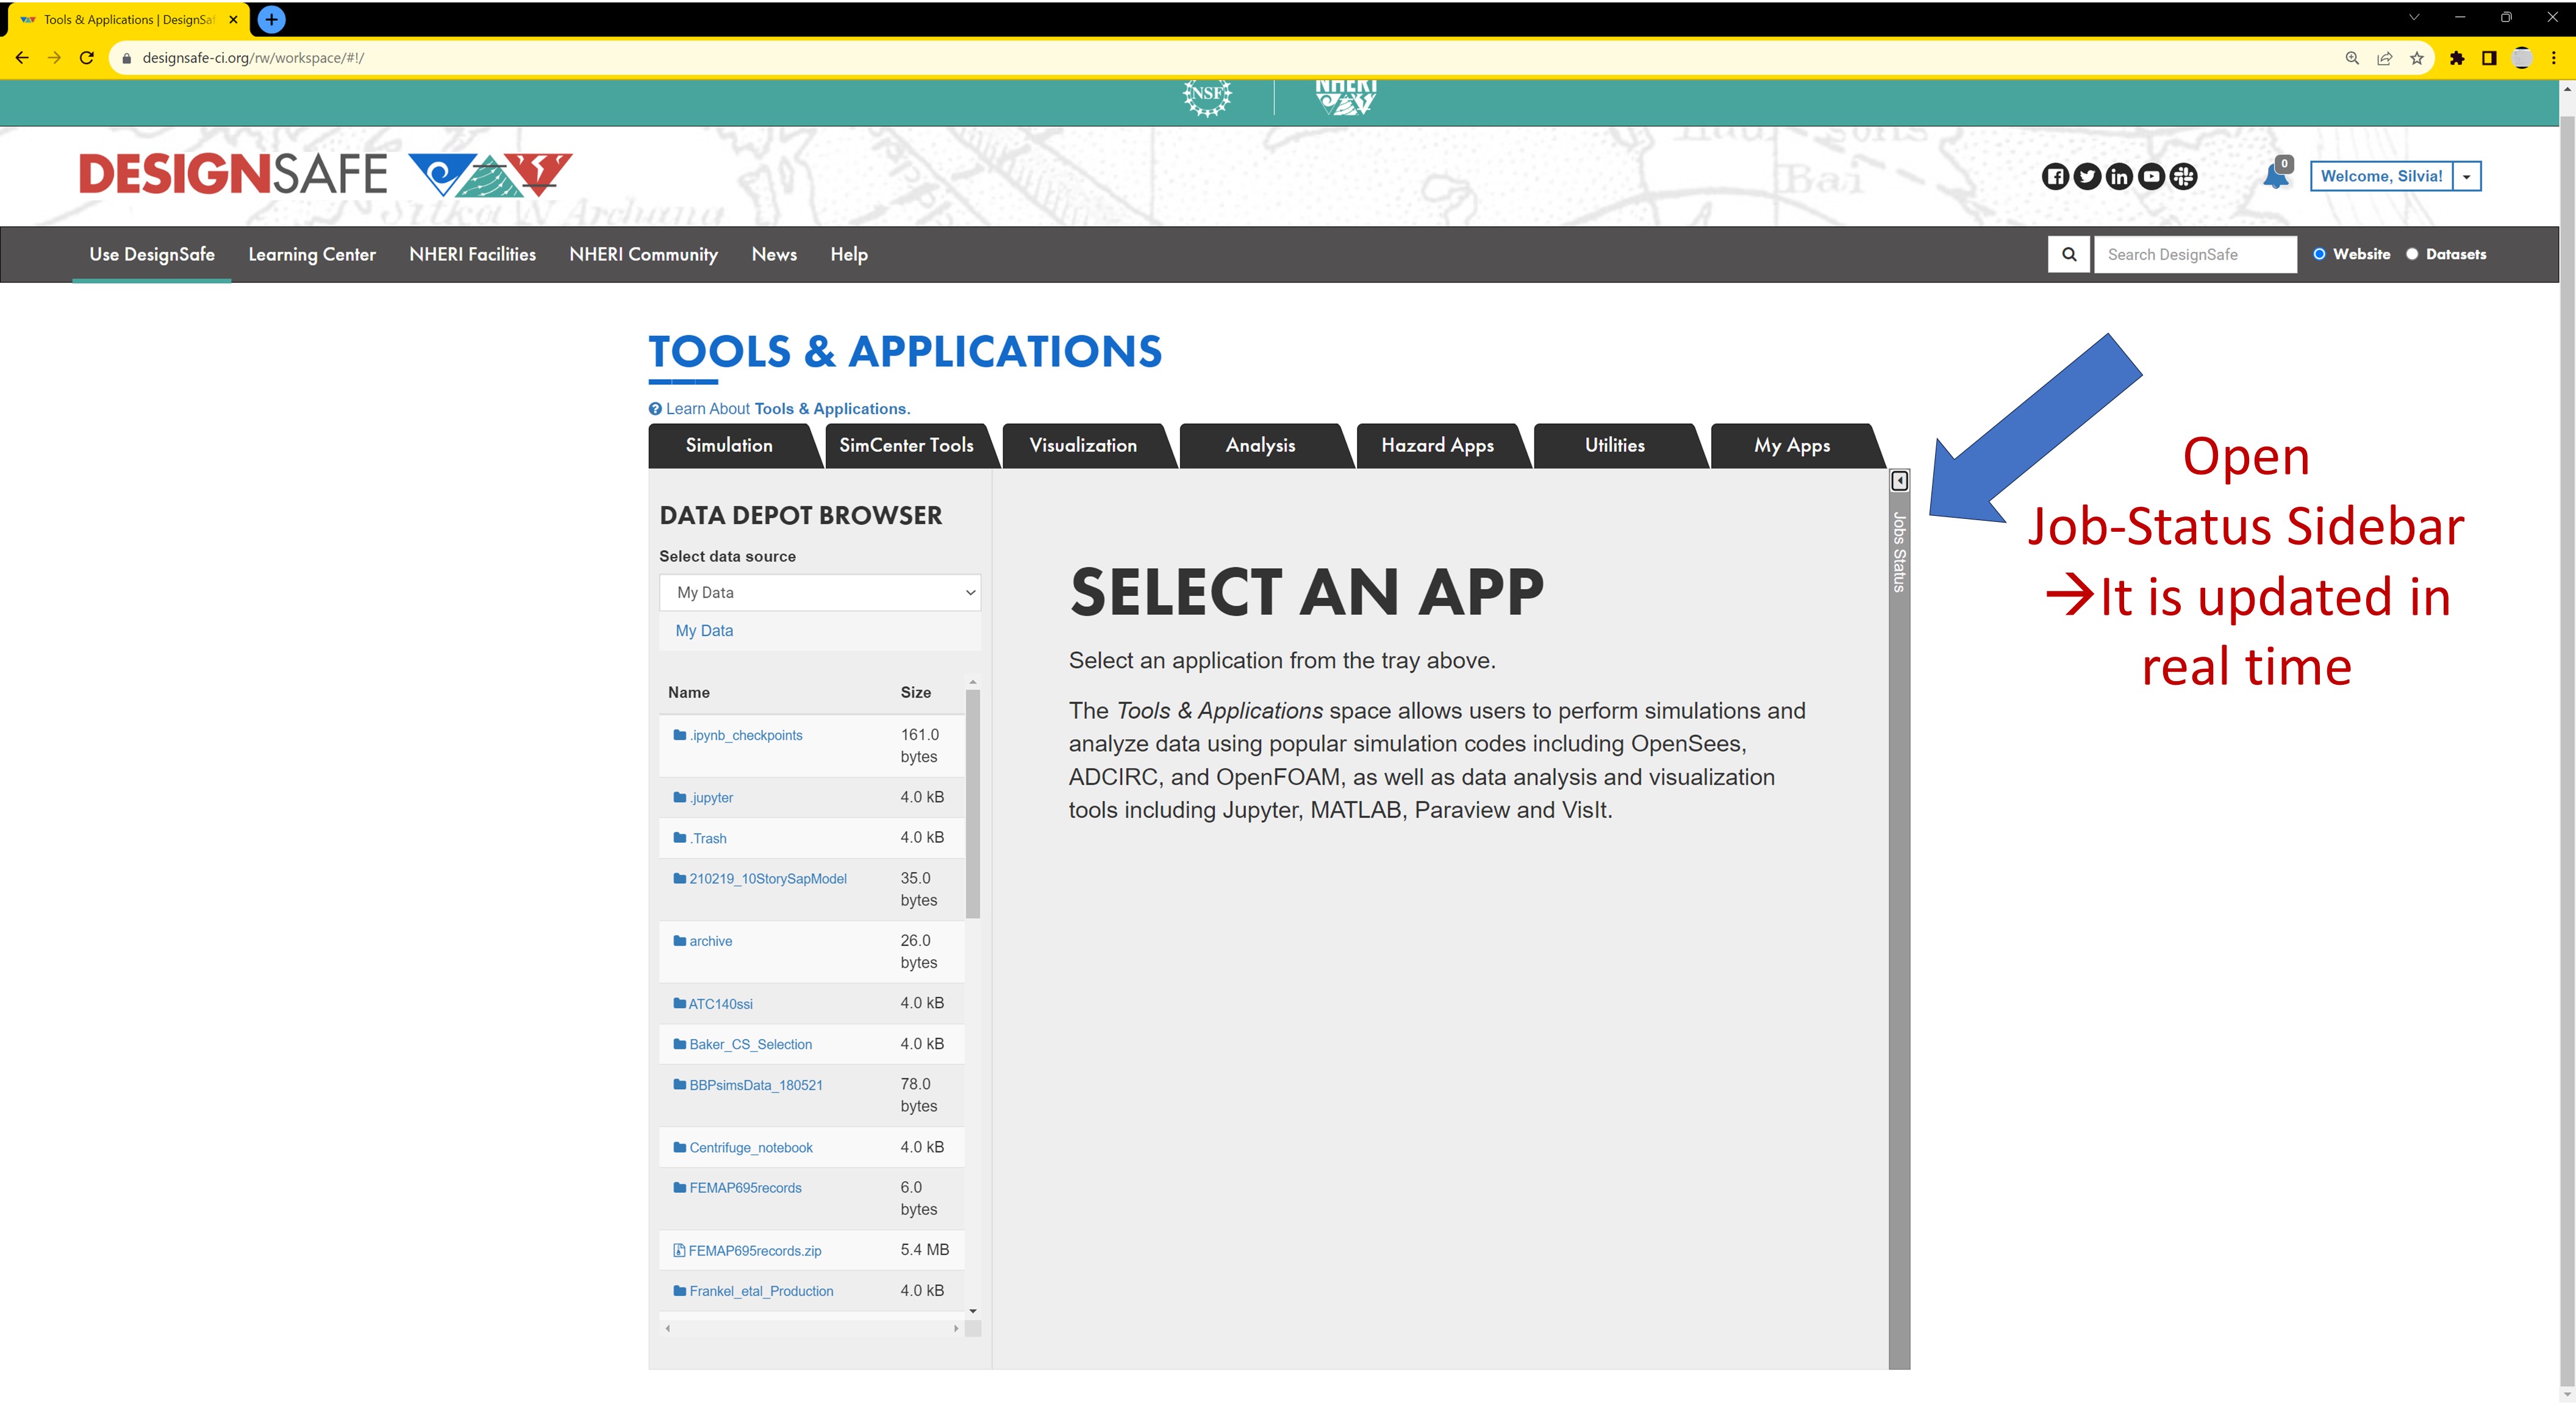 Tools & Applications | DesignSaf
designsafe-ci.org/rw/workspace/#!/
NSF
NHERI
DESIGNSAFE
0
Welcome, Silvia!
Use DesignSafe Learning Center NHERI Facilities NHERI Community News Help
Search DesignSafe
Website Datasets
TOOLS & APPLICATIONS
Learn About Tools & Applications.
Simulation SimCenter Tools Visualization Analysis Hazard Apps Utilities My Apps
DATA DEPOT BROWSER
Select data source
My Data
My Data
Name Size
.ipynb_checkpoints 161.0
bytes
.jupyter 4.0 kB
.Trash 4.0 kB
210219_10StorySapModel 35.0
bytes
archive 26.0
bytes
ATC140ssi 4.0 kB
Baker_CS_Selection 4.0 kB
BBPsimsData_180521 78.0
bytes
Centrifuge_notebook 4.0 kB
FEMAP695records 6.0
bytes
FEMAP695records.zip 5.4 MB
Frankel_etal_Production 4.0 kB
SELECT AN APP
Select an application from the tray above.
The Tools & Applications space allows users to perform simulations and
analyze data using popular simulation codes including OpenSees,
ADCIRC, and OpenFOAM, as well as data analysis and visualization
tools including Jupyter, MATLAB, Paraview and VisIt.
Jobs Status
Open
Job-Status Sidebar
→It is updated in
real time